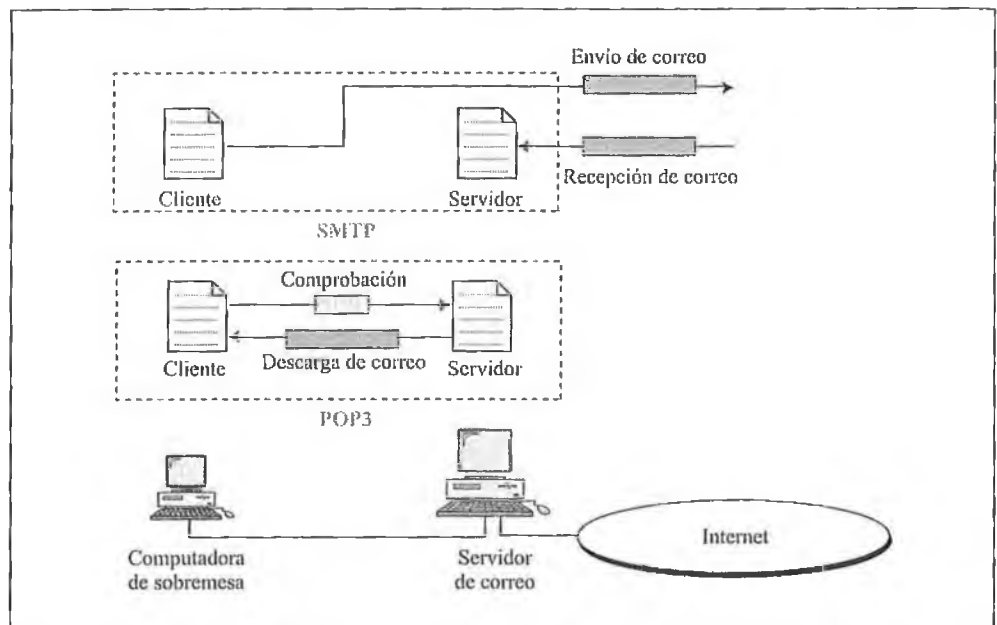 Envío de correo
Recepción de correo
Cliente
Servidor
SMTP
Comprobación
Descarga de correo
Cliente
Servidor
POP3
Computadora
de sobremesa
Servidor
de correo
Internet